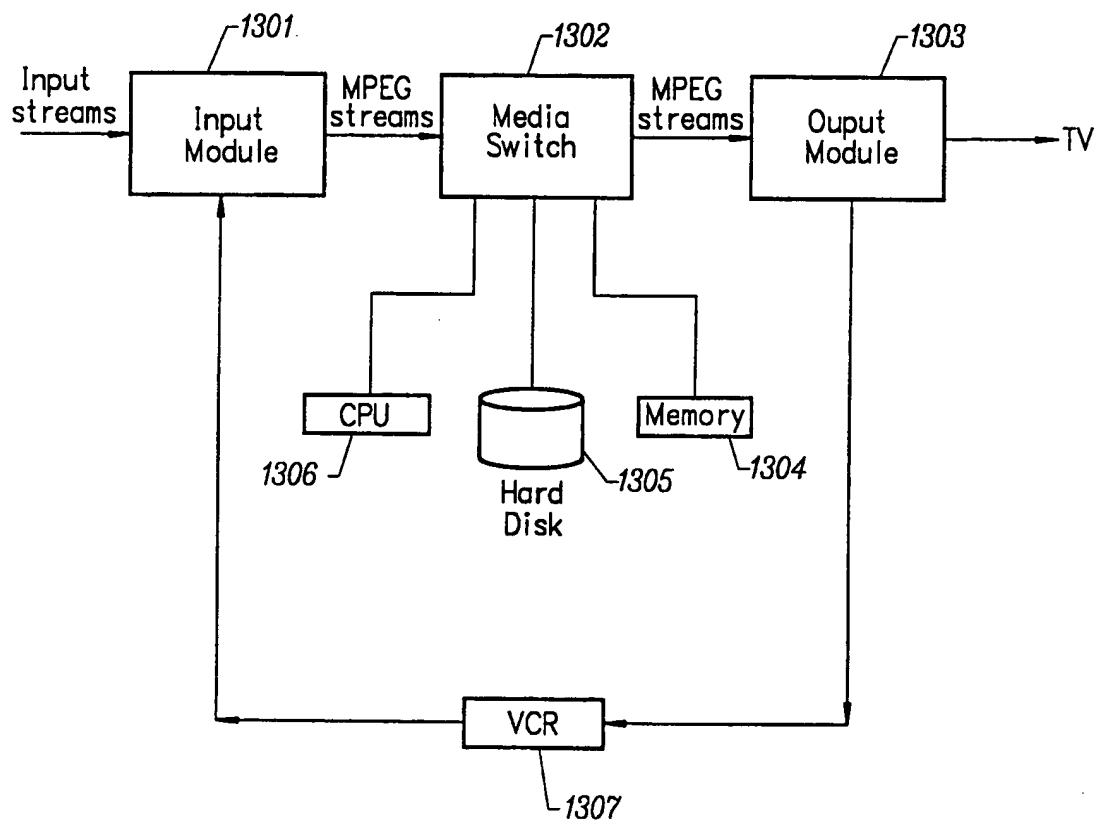 1301
1302
1303
Input
streams
Input
Module
MPEG
streams
Media
Switch
MPEG
streams
Ouput
Module
TV
CPU
1306
Hard
Disk
1305
Memory
1304
VCR
1307